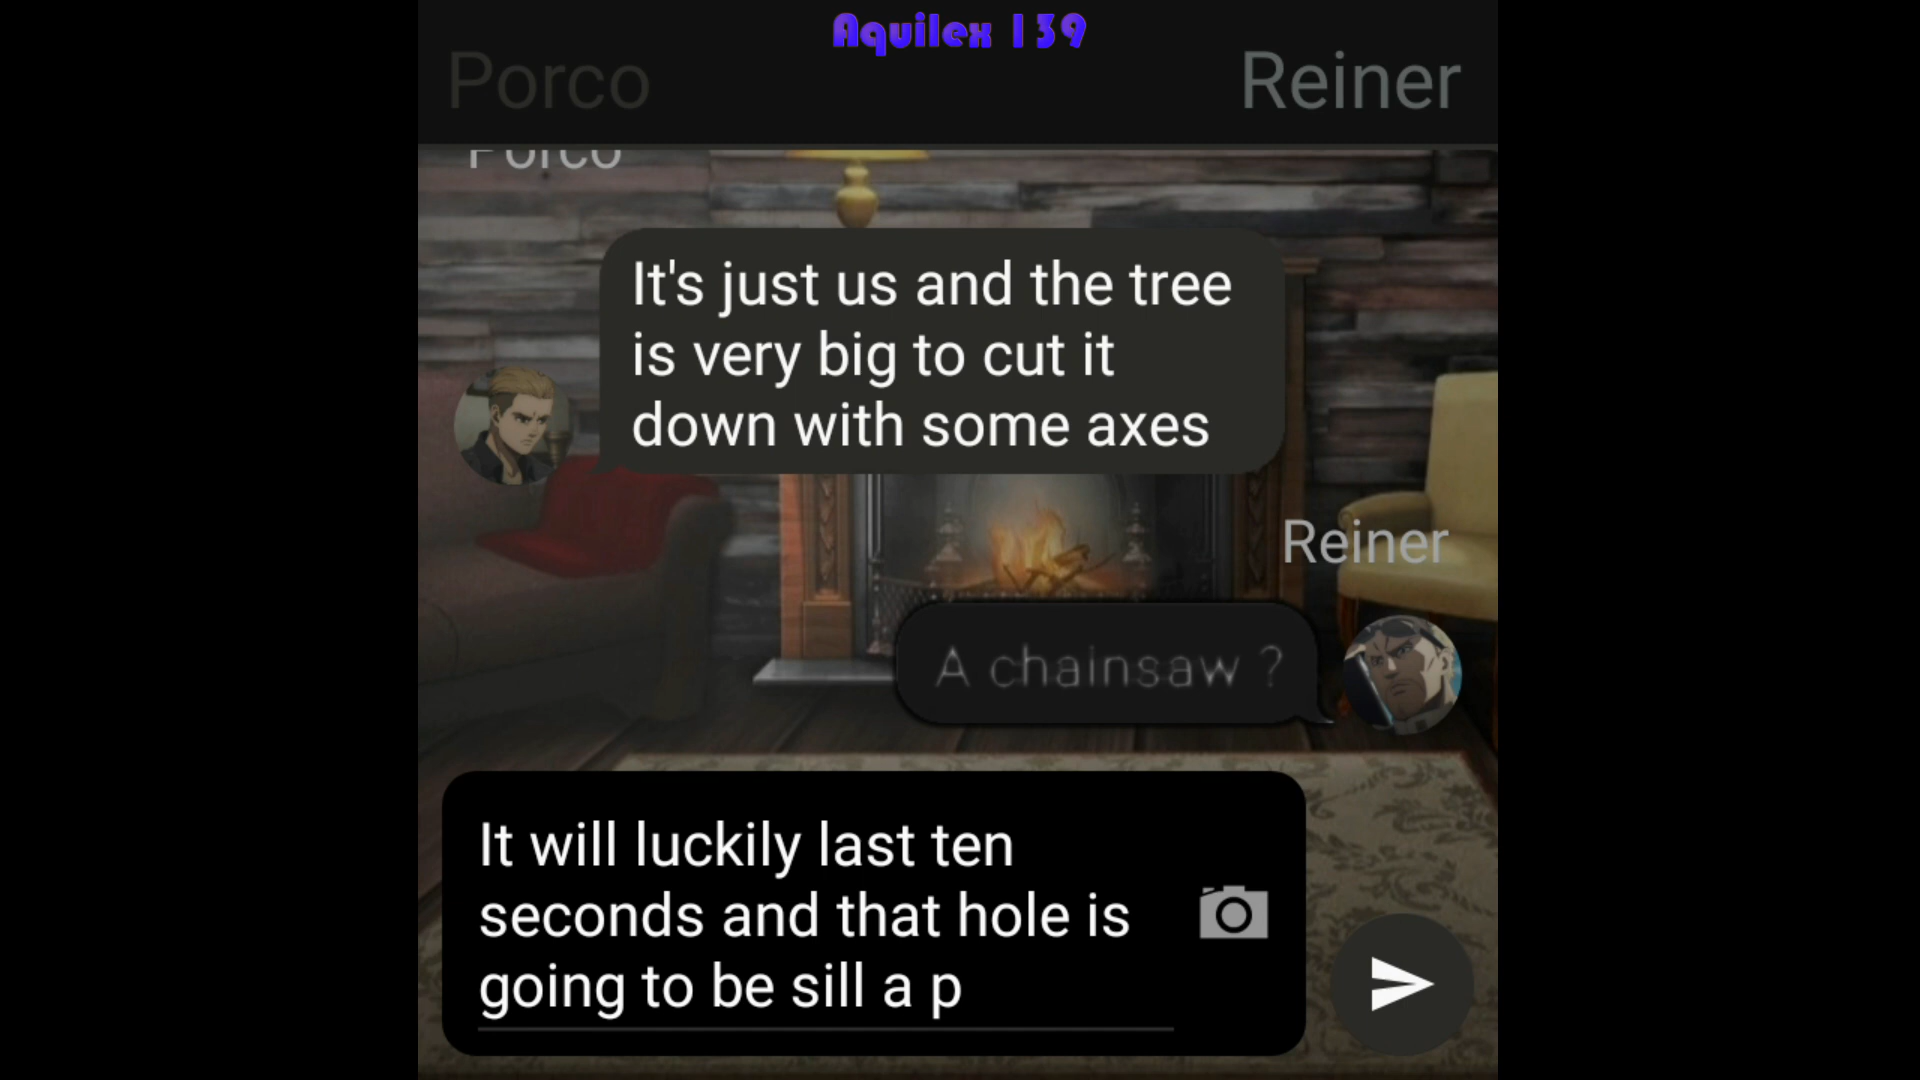 Aquilex 139
Porco
Reiner
Porco
It's just us and the tree
is very big to cut it
down with some axes
Reiner
A chainsaw ?
It will luckily last ten
seconds and that hole is
going to be sill a p